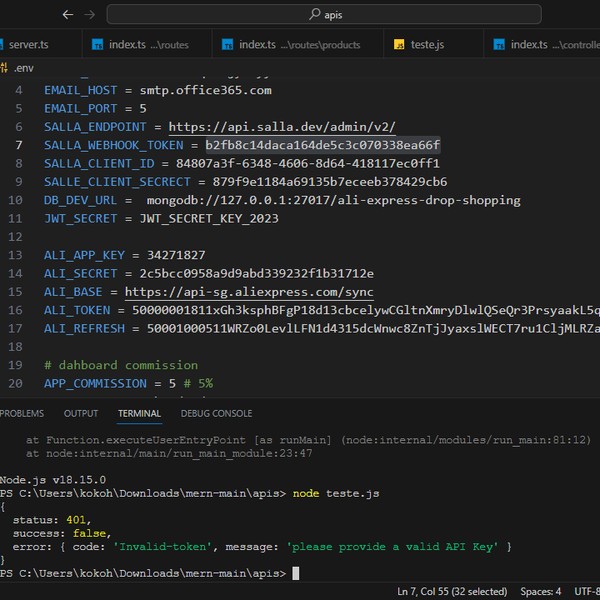 apis
server.ts
index.ts ...\routes
index.ts ...\routes\products
teste.js
index.ts ...\controlle
.env
4 EMAIL_HOST = smtp.office365.com
5 EMAIL_PORT = 5
6 SALLA_ENDPOINT = https://api.salla.dev/admin/v2/
7 SALLA_WEBHOOK_TOKEN = b2fb8c14daca164de5c3c070338ea66f
8 SALLA_CLIENT_ID = 84807a3f-6348-4606-8d64-418117ec0ff1
9 SALLE_CLIENT_SECRECT = 879f9e1184a69135b7eceeb378429cb6
10 DB_DEV_URL =  mongodb://127.0.0.1:27017/ali-express-drop-shopping
11 JWT_SECRET = JWT_SECRET_KEY_2023
12
13 ALI_APP_KEY = 34271827
14 ALI_SECRET = 2c5bcc0958a9d9abd339232f1b31712e
15 ALI_BASE = https://api-sg.aliexpress.com/sync
16 ALI_TOKEN = 50000001811xGh3ksphBFgP18d13cbcelywCGltnXmryDlwlQSeQr3PrsyaakL5q
17 ALI_REFRESH = 50001000511WRZo0LevlLFN1d4315dcWnwc8ZnTjJyaxslWECT7ru1CljMLRZa
18
19 # dahboard commission
20 APP_COMMISSION = 5 # 5%
PROBLEMS OUTPUT TERMINAL DEBUG CONSOLE
at Function.executeUserEntryPoint [as runMain] (node:internal/modules/run_main:81:12)
at node:internal/main/run_main_module:23:47
Node.js v18.15.0
PS C:\Users\kokoh\Downloads\mern-main\apis> node teste.js
{
status: 401,
success: false,
error: { code: 'Invalid-token', message: 'please provide a valid API Key' }
}
PS C:\Users\kokoh\Downloads\mern-main\apis>
Ln 7, Col 55 (32 selected) Spaces: 4 UTF-8